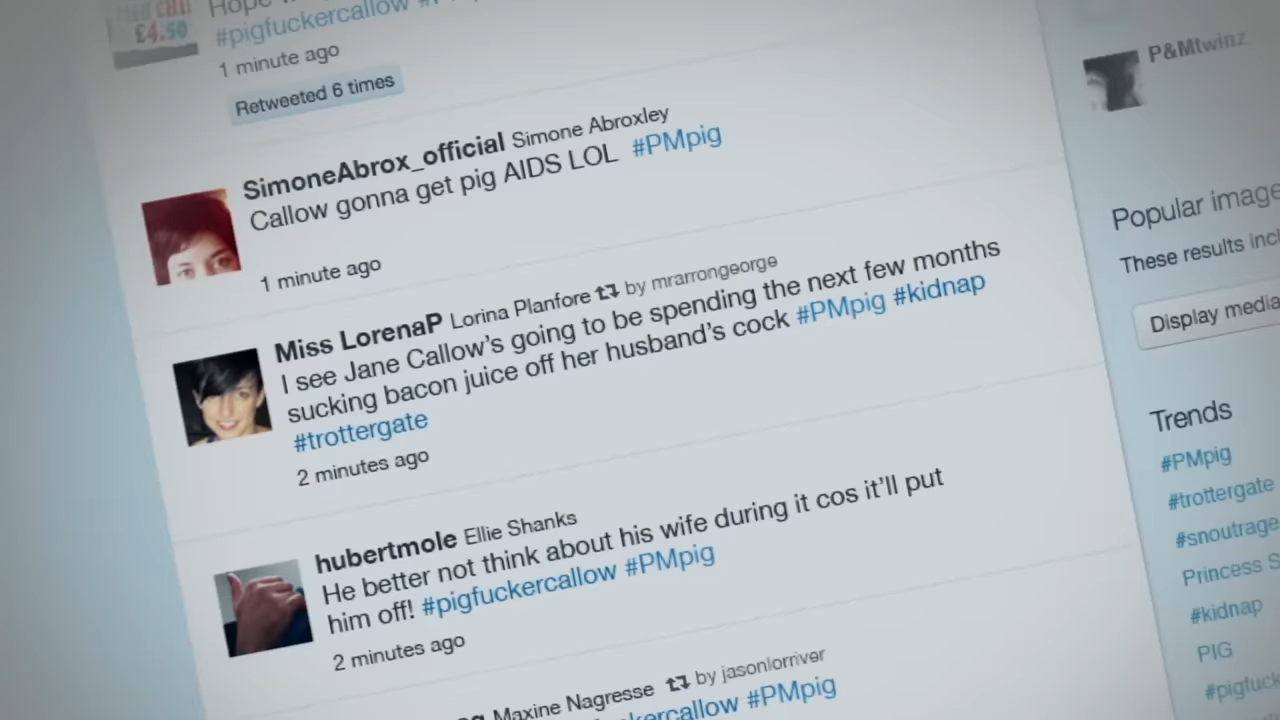 £4.50
Hope
#pigfuckercallow
1 minute ago
Retweeted 6 times
SimoneAbrox_official Simone Abroxley
Callow gonna get pig AIDS LOL #PMpig
1 minute ago
Miss LorenaP Lorina Planfore by mrarrongeorge
I see Jane Callow's going to be spending the next few months
sucking bacon juice off her husband's cock #PMpig #kidnap
#trottergate
2 minutes ago
hubertmole Ellie Shanks
He better not think about his wife during it cos it'll put
him off! #pigfuckercallow #PMpig
2 minutes ago
Maxine Nagresse by jasonlorriver
#PMpig
P&Mtwinz
Popular image
These results incl
Display media
Trends
#PMpig
#trottergate
#snoutrage
Princess S
#kidnap
PIG
#pigfuck